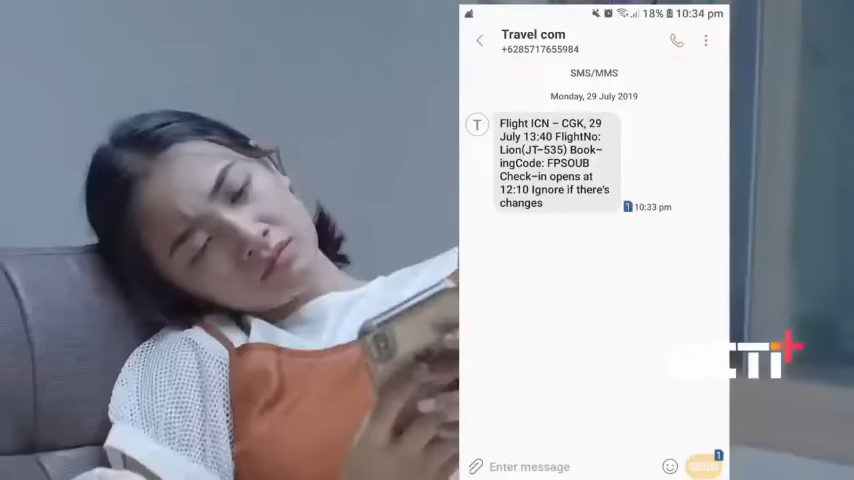 18% 10:34 pm
Travel com
+6285717655984
SMS/MMS
Monday, 29 July 2019
T
Flight ICN – CGK, 29
July 13:40 FlightNo:
Lion(JT-535) Book-
ingCode: FPSOUB
Check-in opens at
12:10 Ignore if there's
changes
1 10:33 pm
1
Enter message